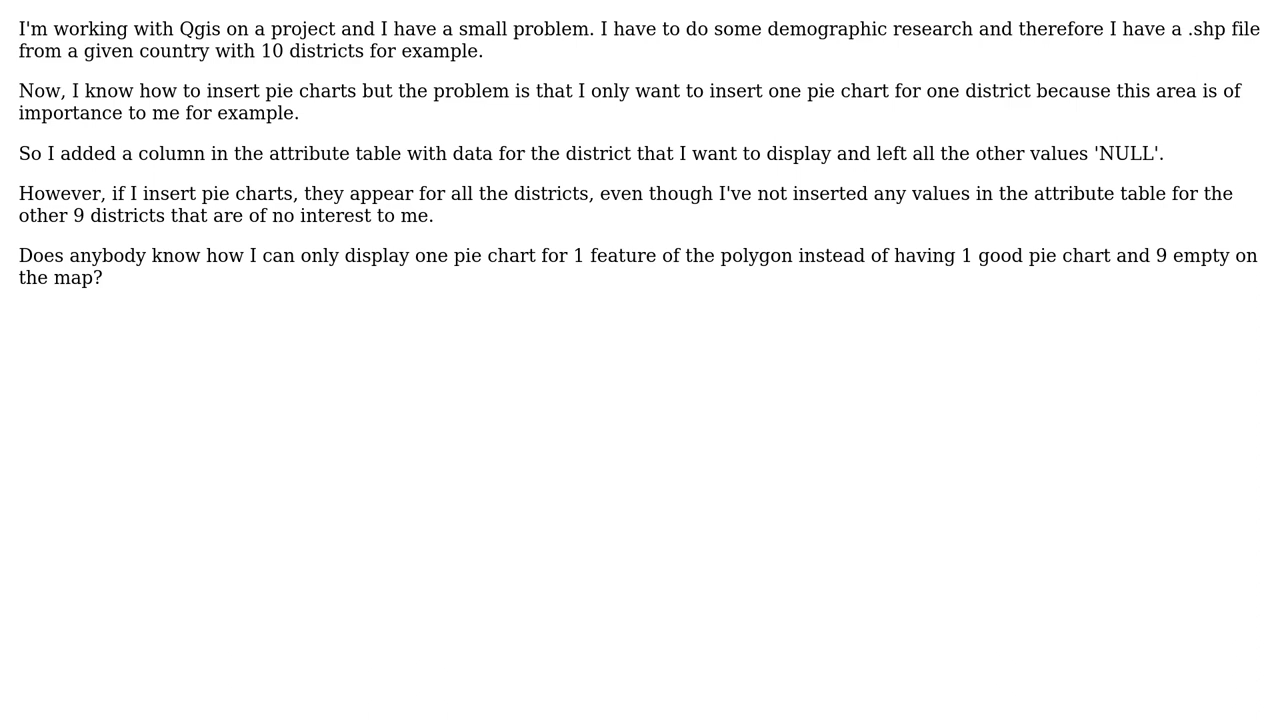 I'm working with Qgis on a project and I have a small problem. I have to do some demographic research and therefore I have a .shp file
from a given country with 10 districts for example.
Now, I know how to insert pie charts but the problem is that I only want to insert one pie chart for one district because this area is of
importance to me for example.
So I added a column in the attribute table with data for the district that I want to display and left all the other values 'NULL'.
However, if I insert pie charts, they appear for all the districts, even though I've not inserted any values in the attribute table for the
other 9 districts that are of no interest to me.
Does anybody know how I can only display one pie chart for 1 feature of the polygon instead of having 1 good pie chart and 9 empty on
the map?